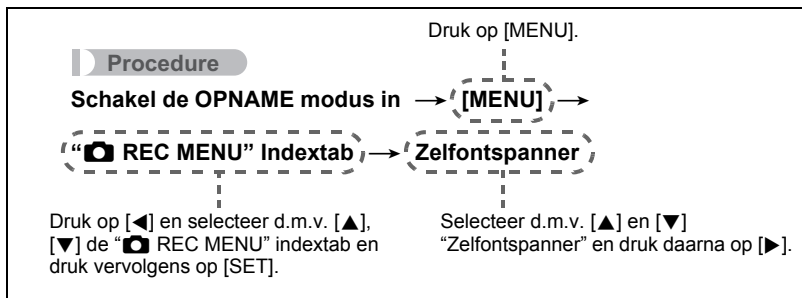 Druk op [MENU].
Procedure
Schakel de OPNAME modus in → [MENU] →
“📷 REC MENU” Indextab → Zelfontspanner
Druk op [◀] en selecteer d.m.v. [▲],
[▼] de “📷 REC MENU” indextab en
druk vervolgens op [SET].
Selecteer d.m.v. [▲] en [▼]
“Zelfontspanner” en druk daarna op [▶].